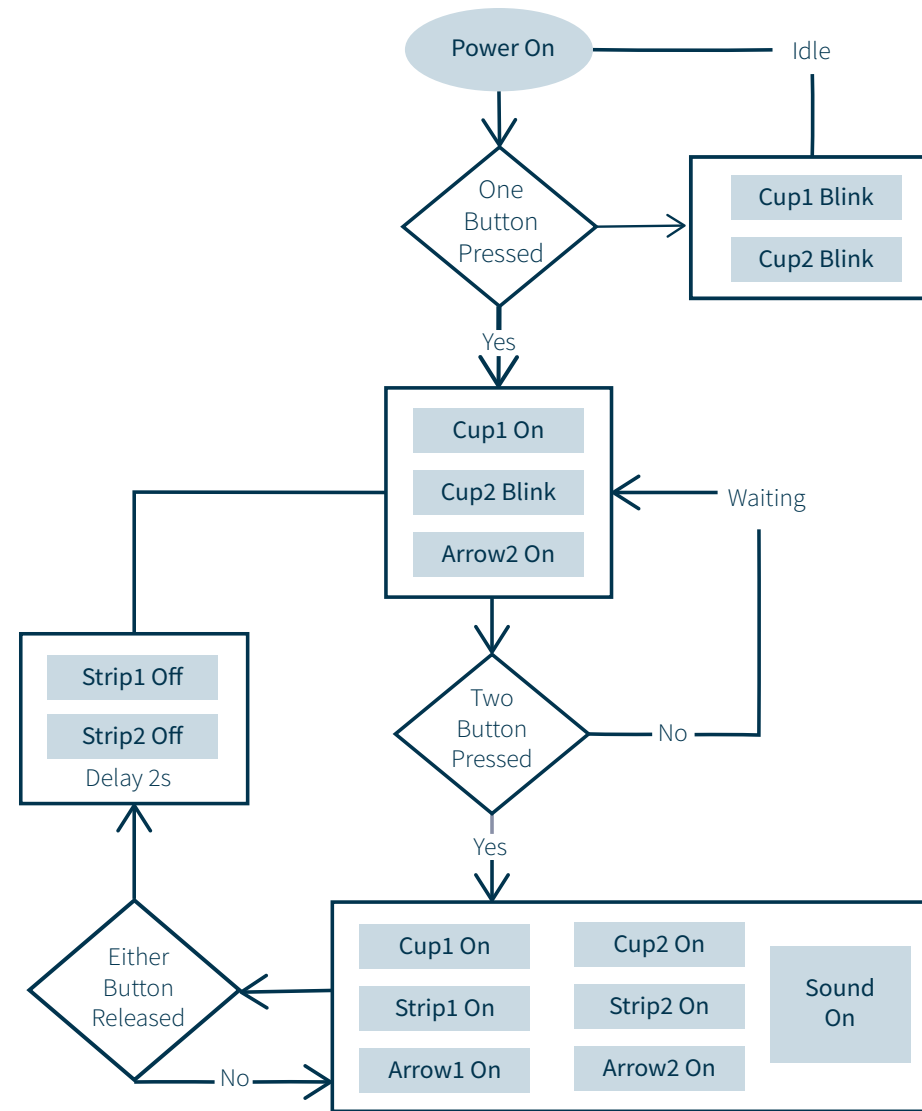 Power On
Idle
One
Button
Pressed
Cup1 Blink
Cup2 Blink
Yes
Cup1 On
Cup2 Blink
Arrow2 On
Waiting
Strip1 Off
Strip2 Off
Delay 2s
Two
Button
Pressed
No
Yes
Either
Button
Released
No
Cup1 On
Strip1 On
Arrow1 On
Cup2 On
Strip2 On
Arrow2 On
Sound
On